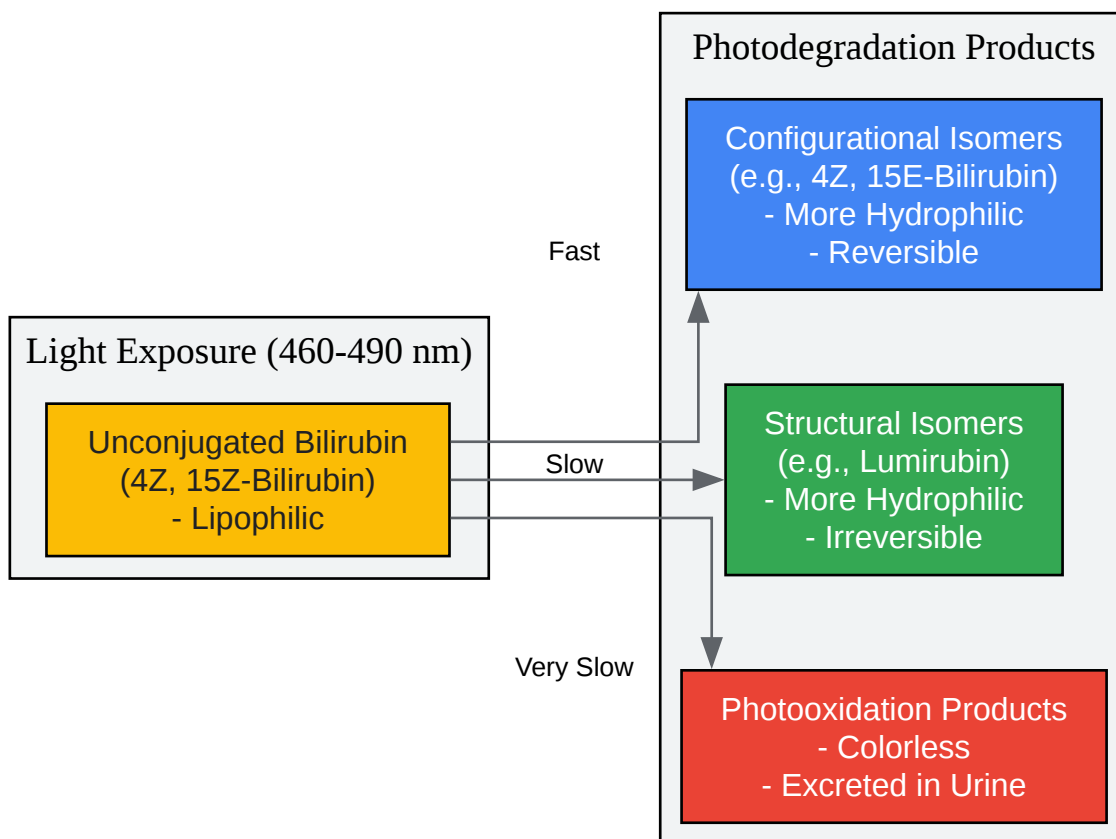 Light Exposure (460-490 nm)
Unconjugated Bilirubin
(4Z, 15Z-Bilirubin)
- Lipophilic
Fast
Slow
Very Slow
Photodegradation Products
Configurational Isomers
(e.g., 4Z, 15E-Bilirubin)
- More Hydrophilic
- Reversible
Structural Isomers
(e.g., Lumirubin)
- More Hydrophilic
- Irreversible
Photooxidation Products
- Colorless
- Excreted in Urine